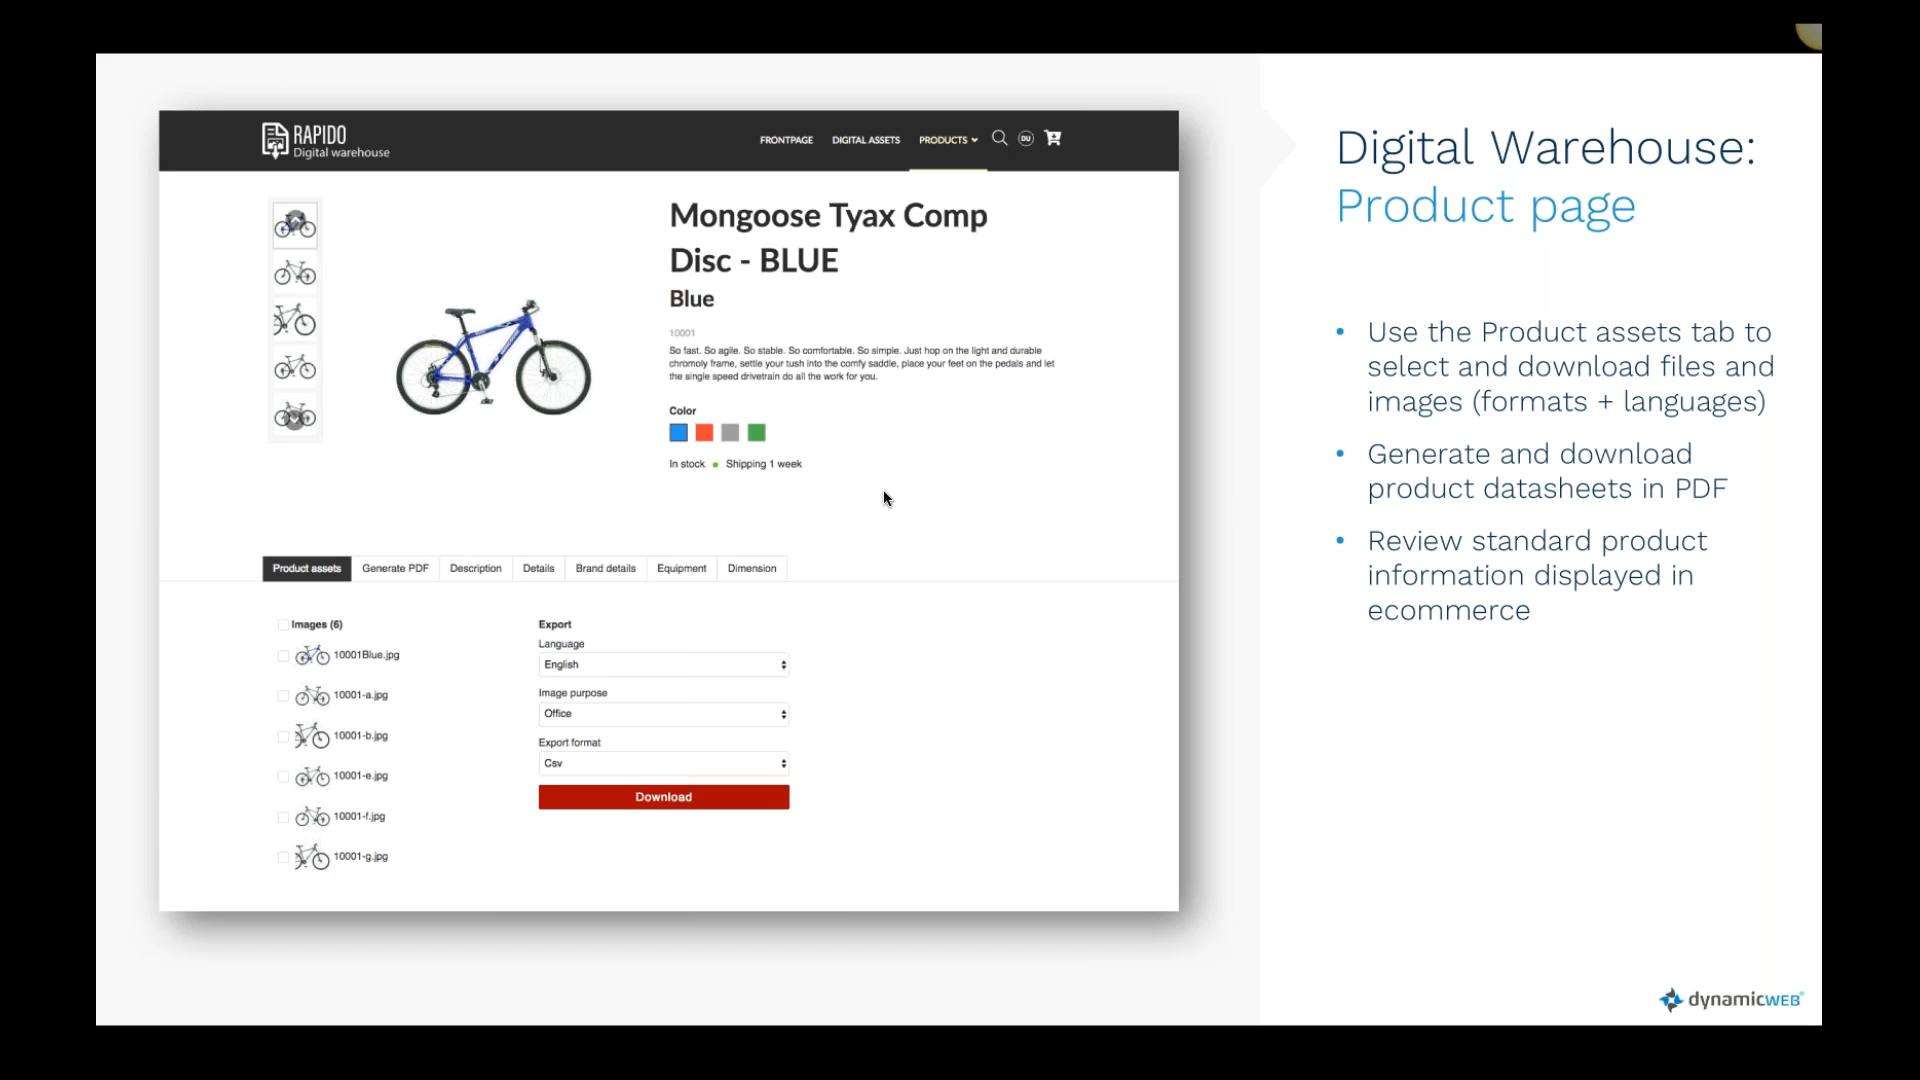 RAPIDO
Digital warehouse
FRONTPAGE DIGITAL ASSETS PRODUCTS DU
Mongoose Tyax Comp
Disc - BLUE
Blue
10001
So fast. So agile. So stable. So comfortable. So simple. Just hop on the light and durable
chromoly frame, settle your tush into the comfy saddle, place your feet on the pedals and let
the single speed drivetrain do all the work for you.
Color
In stock Shipping 1 week
Product assets Generate PDF Description Details Brand details Equipment Dimension
Images (6)
10001Blue.jpg
10001-a.jpg
10001-b.jpg
10001-e.jpg
10001-f.jpg
10001-g.jpg
Export
Language
English
Image purpose
Office
Export format
Csv
Download
Digital Warehouse:
Product page
• Use the Product assets tab to
select and download files and
images (formats + languages)
• Generate and download
product datasheets in PDF
• Review standard product
information displayed in
ecommerce
dynamicWEB